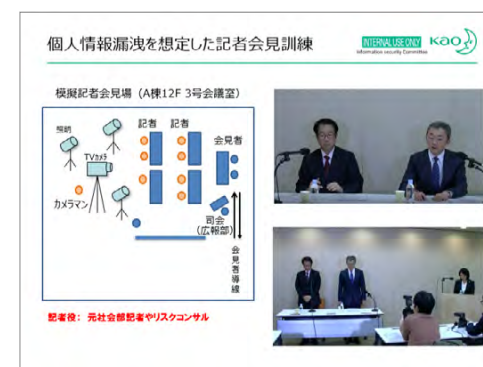 個人情報漏洩を想定した記者会見訓練
INTERNAL USE ONLY
Information security Committee
Kao
模擬記者会見場（A棟12F 3号会議室）
照明
記者 記者
会見者
TVカメラ
カメラマン
司会
（広報部）
会見者導線
記者役： 元社会部記者やリスクコンサル